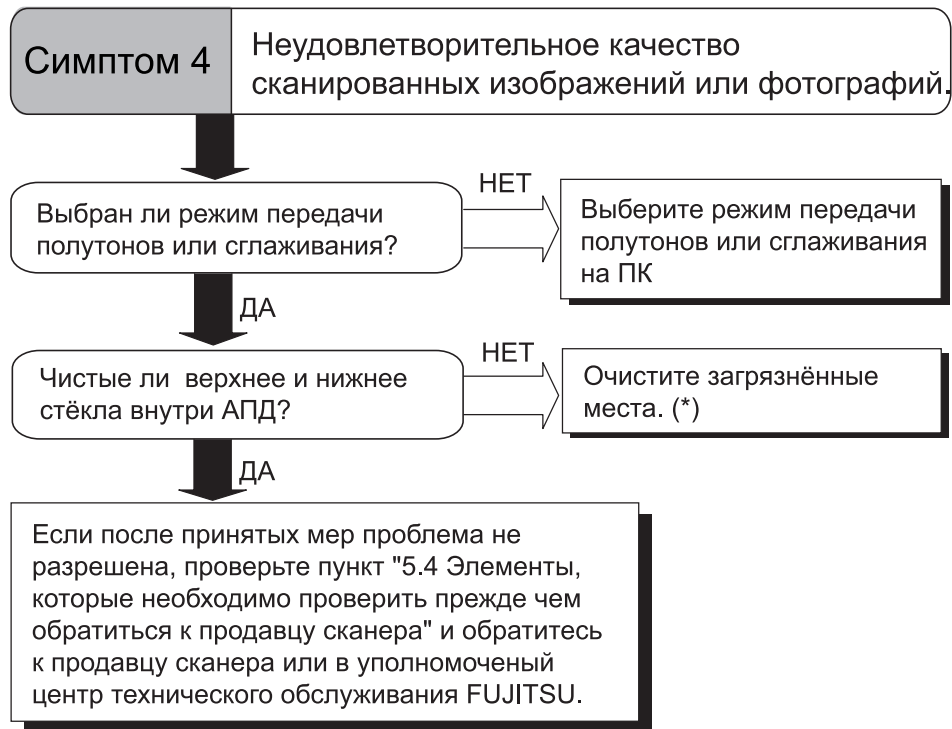 Симптом 4
Неудовлетворительное качество
сканированных изображений или фотографий.
Выбран ли режим передачи
полутонов или сглаживания?
НЕТ
Выберите режим передачи
полутонов или сглаживания
на ПК
ДА
Чистые ли верхнее и нижнее
стёкла внутри АПД?
НЕТ
Очистите загрязнённые
места. (*)
ДА
Если после принятых мер проблема не
разрешена, проверьте пункт "5.4 Элементы,
которые необходимо проверить прежде чем
обратиться к продавцу сканера" и обратитесь
к продавцу сканера или в уполномоченый
центр технического обслуживания FUJITSU.